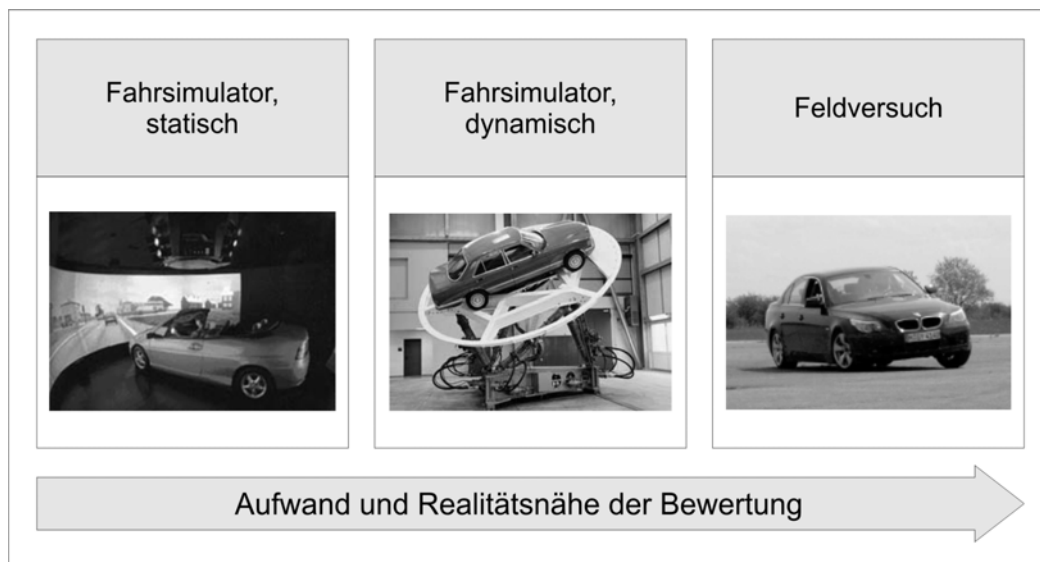 Fahrsimulator,
statisch
Fahrsimulator,
dynamisch
Feldversuch
Aufwand und Realitätsnähe der Bewertung